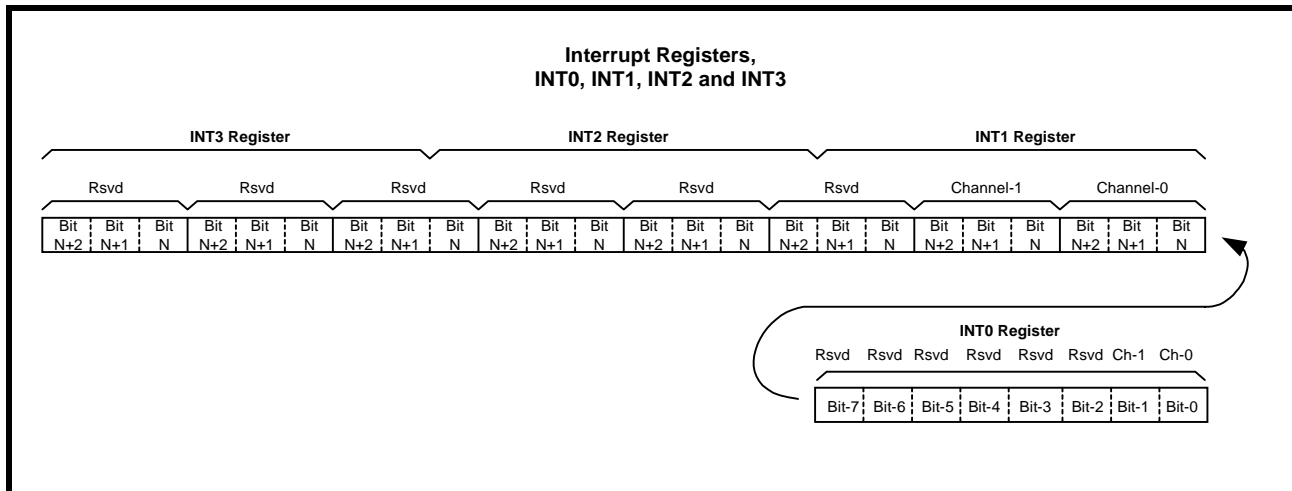 Interrupt Registers,
INT0, INT1, INT2 and INT3
INT3 Register INT2 Register INT1 Register
Rsvd Rsvd Rsvd Rsvd Rsvd Rsvd Channel-1 Channel-0
Bit Bit Bit Bit Bit Bit Bit Bit Bit Bit Bit Bit Bit Bit Bit Bit Bit Bit Bit Bit Bit Bit Bit Bit
N+2 N+1 N N+2 N+1 N N+2 N+1 N N+2 N+1 N N+2 N+1 N N+2 N+1 N N+2 N+1 N N+2 N+1 N
INT0 Register
Rsvd Rsvd Rsvd Rsvd Rsvd Rsvd Ch-1 Ch-0
Bit-7 Bit-6 Bit-5 Bit-4 Bit-3 Bit-2 Bit-1 Bit-0